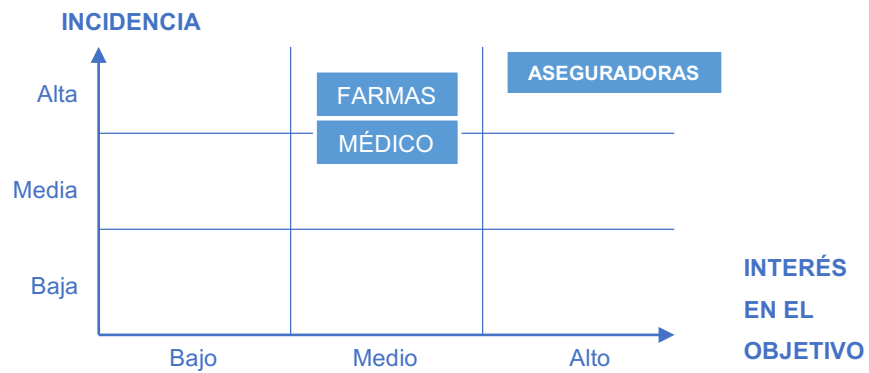 INCIDENCIA
ASEGURADORAS
Alta
FARMAS
MÉDICO
Media
Baja
INTERÉS
EN EL
OBJETIVO
Bajo
Medio
Alto